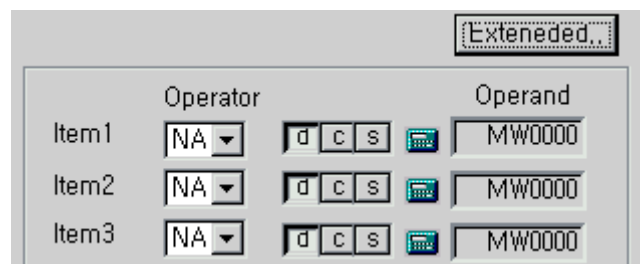 Exteneded,,
Operator Operand
Item1 NA d c s MW0000
Item2 NA d c s MW0000
Item3 NA d c s MW0000